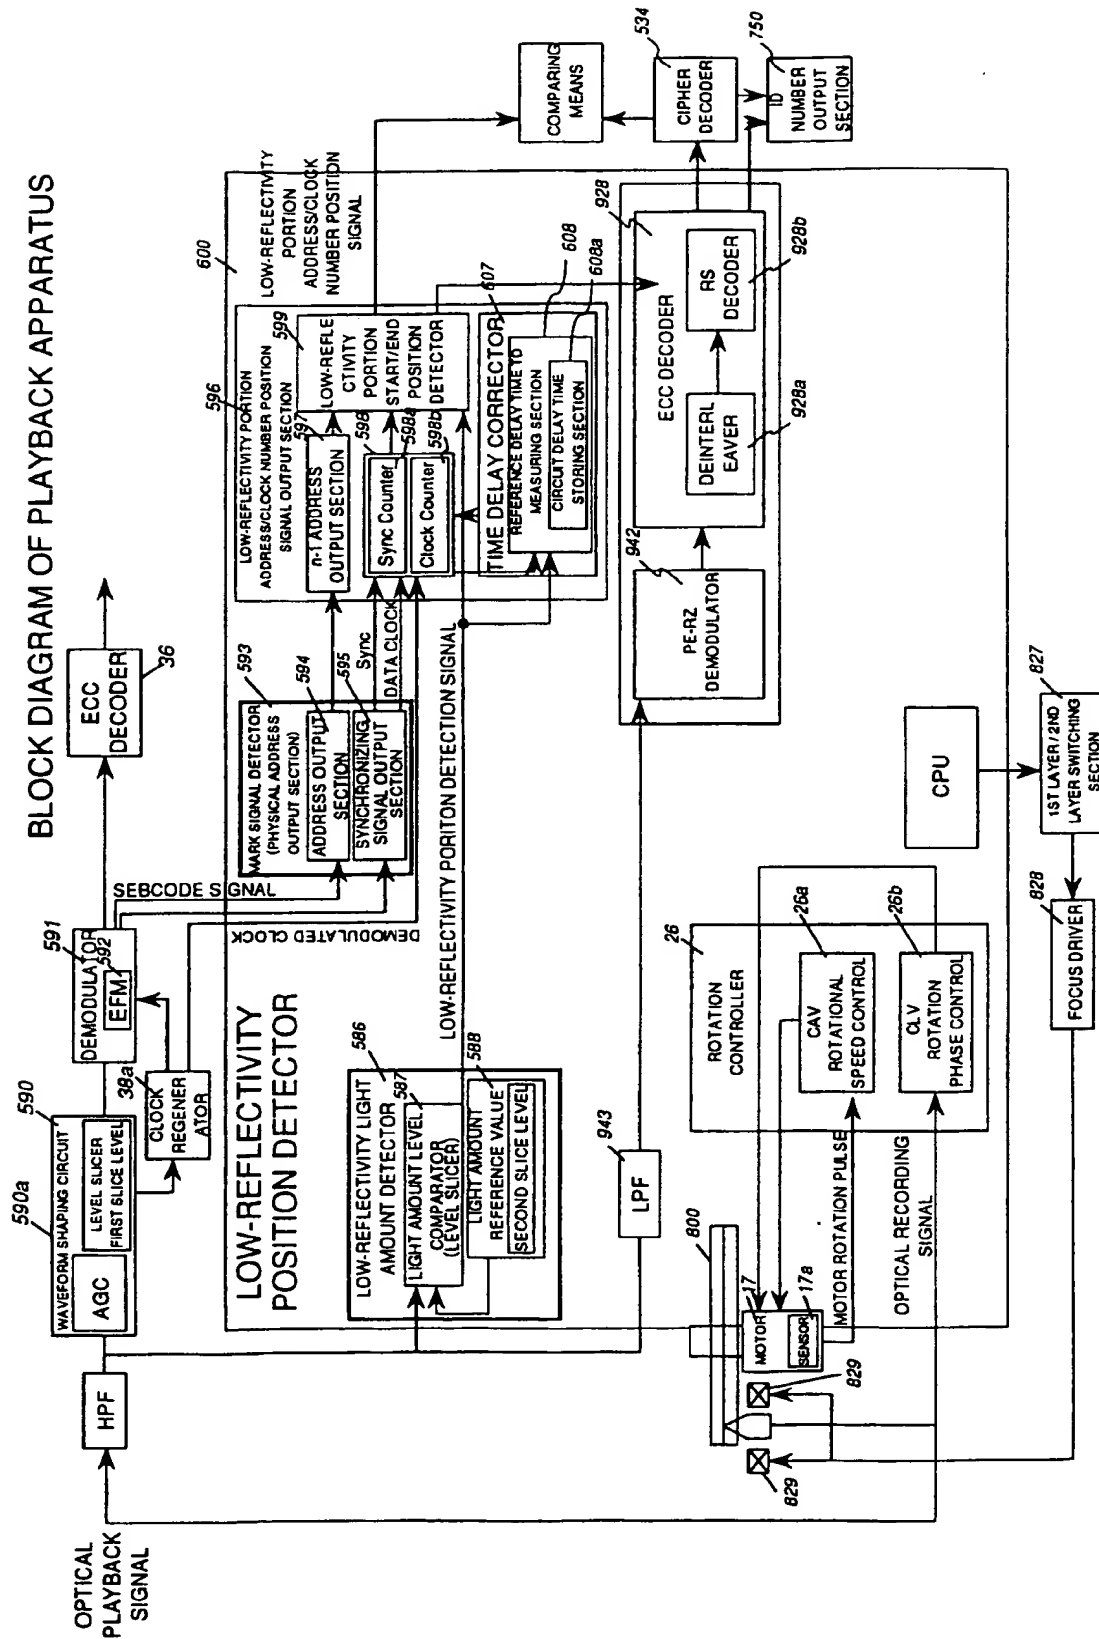 BLOCK DIAGRAM OF PLAYBACK APPARATUS
OPTICAL
PLAYBACK
SIGNAL
HPF
590a
590
WAVEFORM SHAPING CIRCUIT
AGC
LEVEL SLICER
FIRST SLICE LEVEL
38a
CLOCK
REGENER
ATOR
591
DEMODULATOR
592
EFM
ECC
DECODER
36
SEBCODE SIGNAL
DEMODULATED CLOCK
LOW-REFLECTIVITY
POSITION DETECTOR
586
LOW-REFLECTIVITY LIGHT
AMOUNT DETECTOR
587
LIGHT AMOUNT LEVEL
COMPARATOR
(LEVEL SLICER)
588
LIGHT AMOUNT
REFERENCE VALUE
SECOND SLICE LEVEL
LOW-REFLECTIVITY PORITON DETECTION SIGNAL
593
MARK SIGNAL DETECTOR
(PHYSICAL ADDRESS
OUTPUT SECTION)
594
ADDRESS OUTPUT
SECTION
595
SYNCHRONIZING
SIGNAL OUTPUT
SECTION
Sync
DATA CLOCK
596
LOW-REFLECTIVITY PORTION
ADDRESS/CLOCK NUMBER POSITION
SIGNAL OUTPUT SECTION
597
n-1 ADDRESS
OUTPUT SECTION
598
598a
Sync Counter
598b
Clock Counter
599
LOW-REFLE
CTIVITY
PORTION
START/END
POSITION
DETECTOR
600
LOW-REFLECTIVITY
PORTION
ADDRESS/CLOCK
NUMBER POSITION
SIGNAL
607
TIME DELAY CORRECTOR
608
REFERENCE DELAY TIME TO
MEASURING SECTION
608a
CIRCUIT DELAY TIME
STORING SECTION
COMPARING
MEANS
534
CIPHER
DECODER
750
ID
NUMBER
OUTPUT
SECTION
943
LPF
942
PE-RZ
DEMODULATOR
928
ECC DECODER
DEINTERL
EAVER
928a
RS
DECODER
928b
800
17
MOTOR
17a
SENSOR
829
829
MOTOR ROTATION PULSE
OPTICAL RECORDING
SIGNAL
26
ROTATION
CONTROLLER
26a
CAV
ROTATIONAL
SPEED CONTROL
26b
CLV
ROTATION
PHASE CONTROL
CPU
827
1ST LAYER / 2ND
LAYER SWITCHING
SECTION
828
FOCUS DRIVER